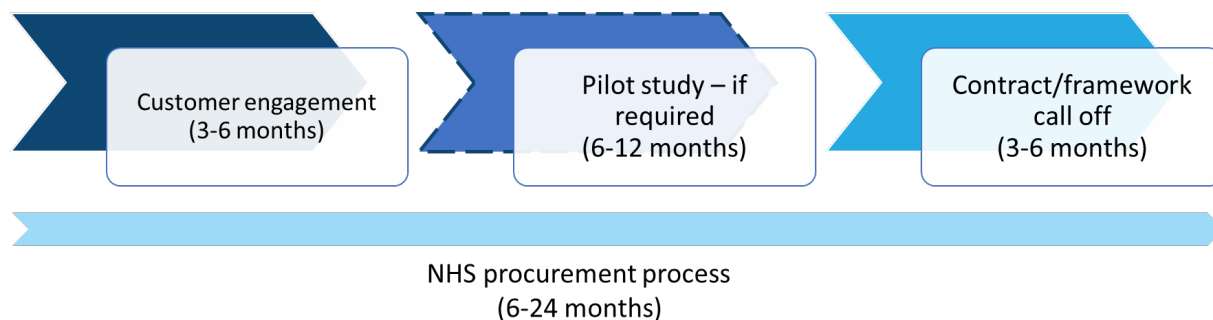 Customer engagement
(3-6 months)
Pilot study – if
required
(6-12 months)
Contract/framework
call off
(3-6 months)
NHS procurement process
(6-24 months)